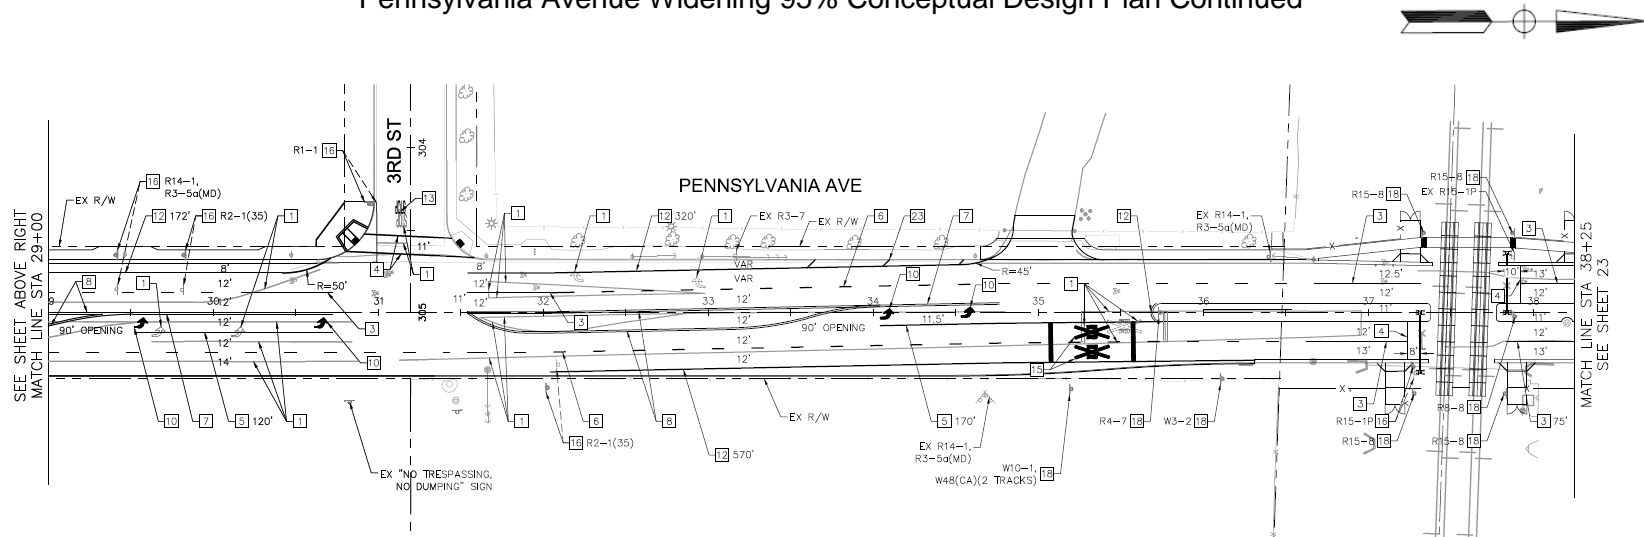 Pennsylvania Avenue Widening 95% Conceptual Design Plan Continued
3RD ST
304
R1-1 16
PENNSYLVANIA AVE
16 R14-1,
R3-5a(MD)
EX R/W
12 172'
16 R2-1(35)
1
13
1
1
12 320'
1
EX R3-7
EX R/W
6
23
7
12
EX R14-1,
R3-5a(MD)
3
R15-8 18
R15-8 18
EX R15-1P
3
SEE SHEET ABOVE RIGHT
MATCH LINE STA 29+00
MATCH LINE STA 38+25
SEE SHEET 23
11'
4
1
8'
8'
VAR
VAR
R=45'
10
10
1
12.5'
10'
13'
8
1
12'
R=50'
12'
12'
12'
12'
12'
4
9
30
12'
31
305
11'
12'
32
33
12'
34
35
36
37
11'
38
11'
90' OPENING
12'
3
3
12'
90' OPENING
11.5'
12'
4
12'
12'
12'
13'
8'
13'
14'
10
12'
15
10
7
5 120'
1
1
6
8
EX R/W
5 170'
R4-7 18
W3-2 18
3
R15-1P 16
R15-8 18
R8-8 18
R15-8 18
3 75'
16 R2-1(35)
12 570'
EX R14-1,
R3-5a(MD)
W10-1,
W48(CA)(2 TRACKS) 18
EX "NO TRESPASSING,
NO DUMPING" SIGN